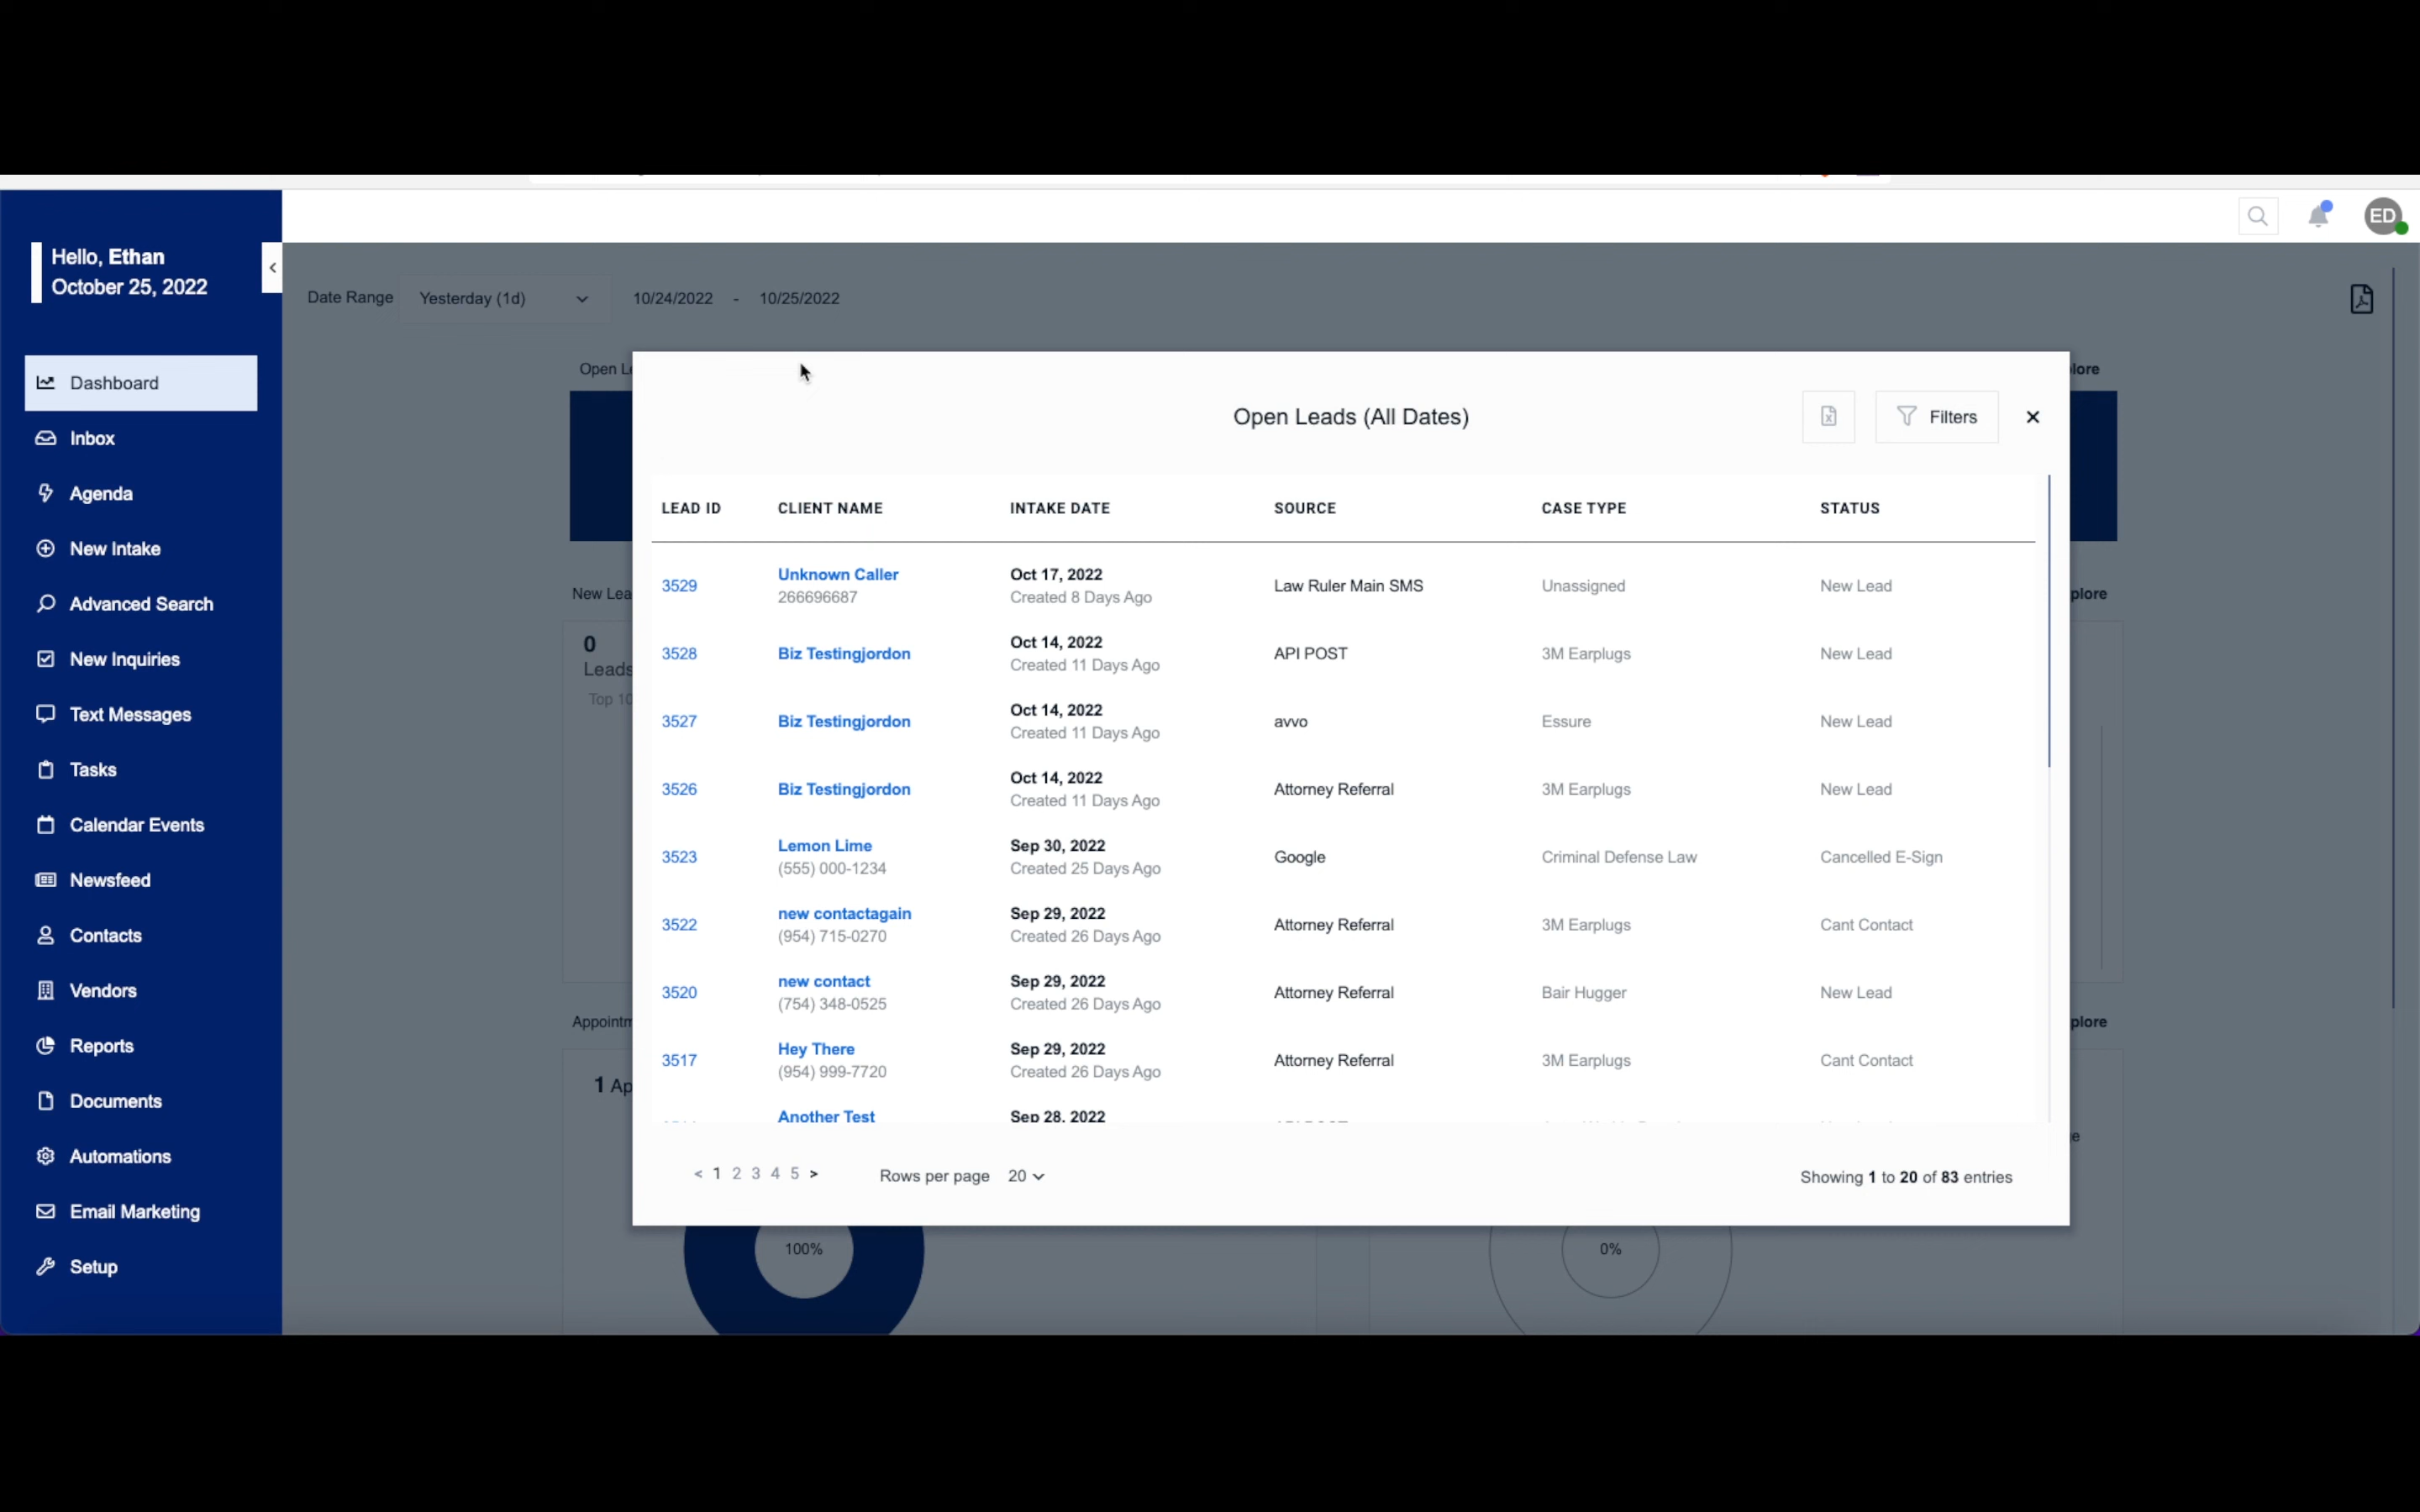 ED
Hello, Ethan
October 25, 2022
Date Range Yesterday (1d) 10/24/2022 - 10/25/2022
Dashboard
Inbox
Agenda
New Intake
Advanced Search
New Inquiries
Text Messages
Tasks
Calendar Events
Newsfeed
Contacts
Vendors
Reports
Documents
Automations
Email Marketing
Setup
Open Le
lore
New Lea
plore
0
Leads
Top 10
Appointm
plore
1 Ap
e
100%
0%
Open Leads (All Dates)
Filters
LEAD ID CLIENT NAME INTAKE DATE SOURCE CASE TYPE STATUS
3529 Unknown Caller 266696687 Oct 17, 2022 Created 8 Days Ago Law Ruler Main SMS Unassigned New Lead
3528 Biz Testingjordon Oct 14, 2022 Created 11 Days Ago API POST 3M Earplugs New Lead
3527 Biz Testingjordon Oct 14, 2022 Created 11 Days Ago avvo Essure New Lead
3526 Biz Testingjordon Oct 14, 2022 Created 11 Days Ago Attorney Referral 3M Earplugs New Lead
3523 Lemon Lime (555) 000-1234 Sep 30, 2022 Created 25 Days Ago Google Criminal Defense Law Cancelled E-Sign
3522 new contactagain (954) 715-0270 Sep 29, 2022 Created 26 Days Ago Attorney Referral 3M Earplugs Cant Contact
3520 new contact (754) 348-0525 Sep 29, 2022 Created 26 Days Ago Attorney Referral Bair Hugger New Lead
3517 Hey There (954) 999-7720 Sep 29, 2022 Created 26 Days Ago Attorney Referral 3M Earplugs Cant Contact
Another Test Sep 28, 2022
< 1 2 3 4 5 > Rows per page 20 Showing 1 to 20 of 83 entries